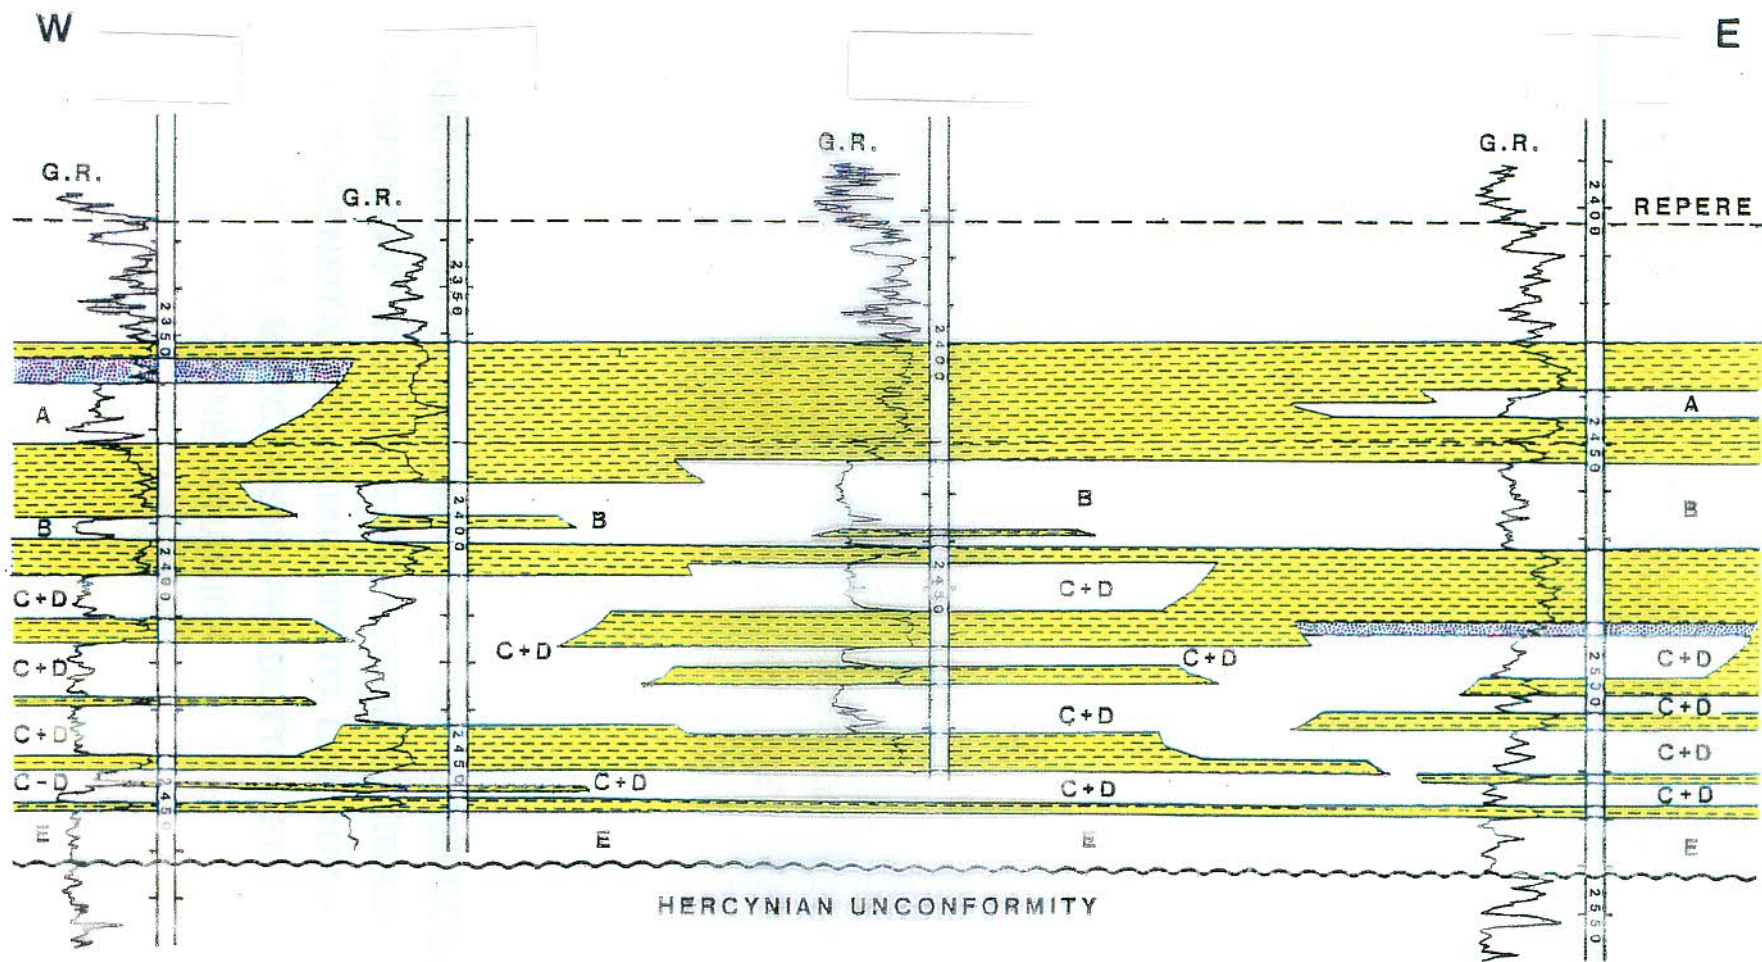 W E
G.R. G.R. G.R. G.R.
REPERE
2350 2350 2400 2400
A A
2450
B B B B
2400 2400 2450
C+D C+D
C+D C+D C+D C+D
2500
C+D C+D C+D
C+D C+D
C-D C+D C+D C+D
2450 2450
E E E E
HERCYNIAN UNCONFORMITY
2550